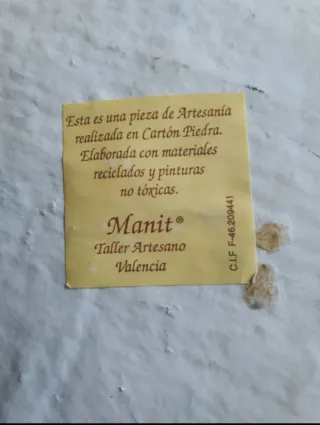 Esta es una pieza de Artesanía
realizada en Cartón Piedra.
Elaborada con materiales
reciclados y pinturas
no tóxicas.
Manit ®
Taller Artesano
Valencia
C.I.F F-46.209441